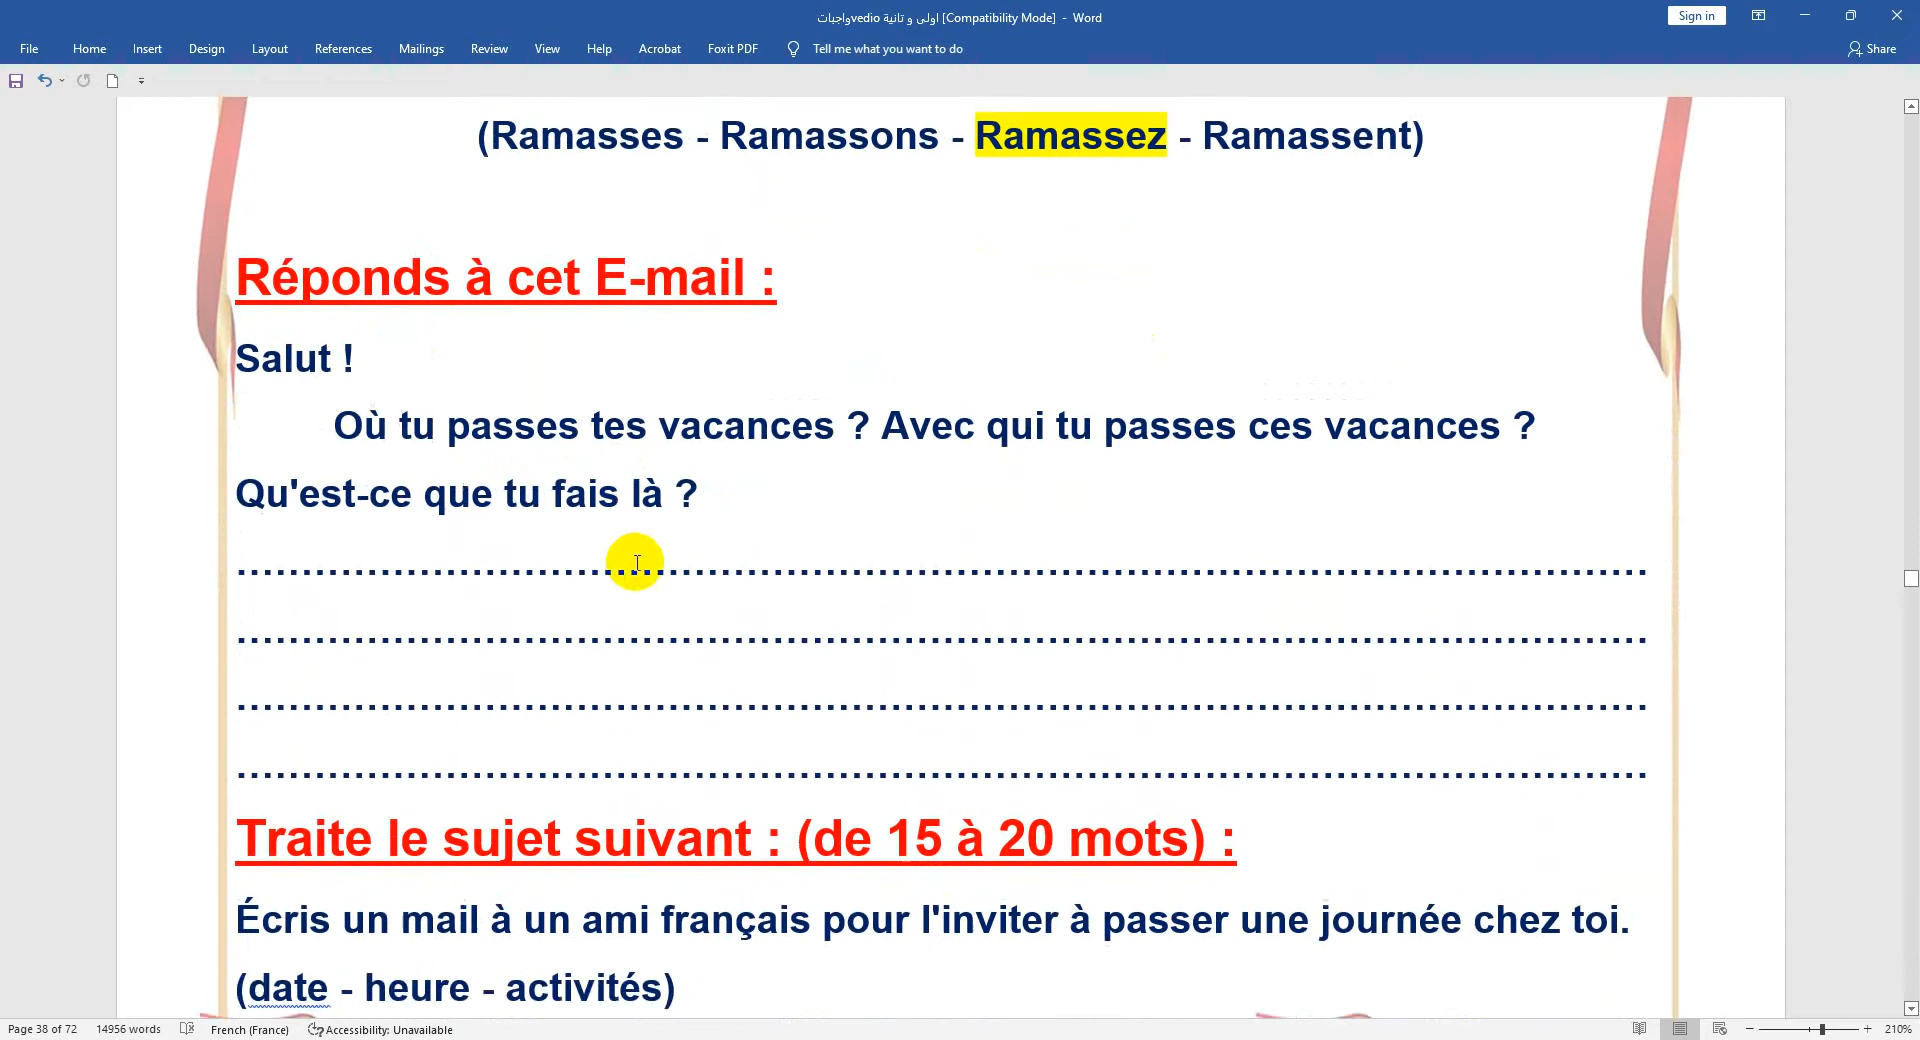 واجباتvedio اولى و تانية [Compatibility Mode] - Word
Sign in
File Home Insert Design Layout References Mailings Review View Help Acrobat Foxit PDF Tell me what you want to do Share
(Ramasses - Ramassons - Ramassez - Ramassent)
Réponds à cet E-mail :
Salut !
Où tu passes tes vacances ? Avec qui tu passes ces vacances ?
Qu'est-ce que tu fais là ?
Traite le sujet suivant : (de 15 à 20 mots) :
Écris un mail à un ami français pour l'inviter à passer une journée chez toi.
(date - heure - activités)
Page 38 of 72 14956 words French (France) Accessibility: Unavailable 210%